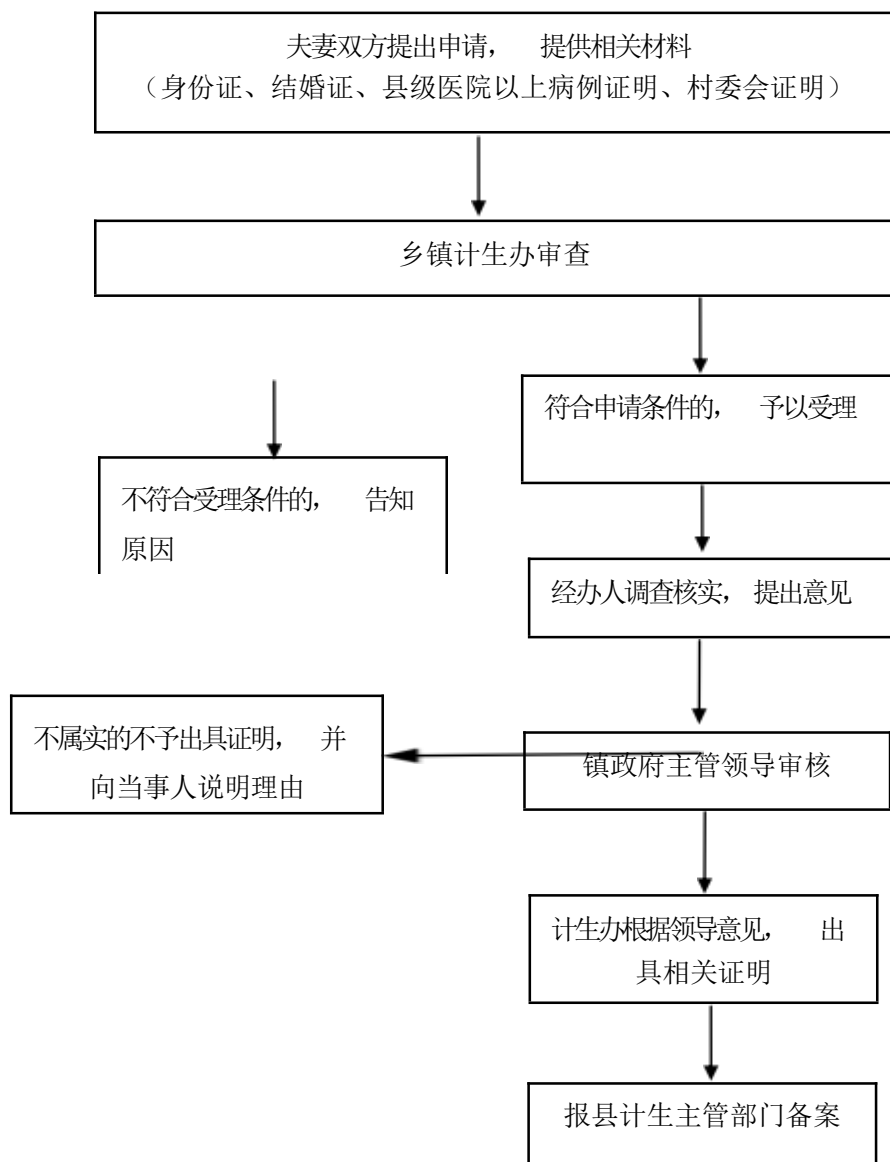 夫妻双方提出申请， 提供相关材料
（身份证、结婚证、县级医院以上病例证明、村委会证明）
乡镇计生办审查
符合申请条件的， 予以受理
不符合受理条件的， 告知
原因
经办人调查核实， 提出意见
不属实的不予出具证明， 并
向当事人说明理由
镇政府主管领导审核
计生办根据领导意见， 出
具相关证明
报县计生主管部门备案